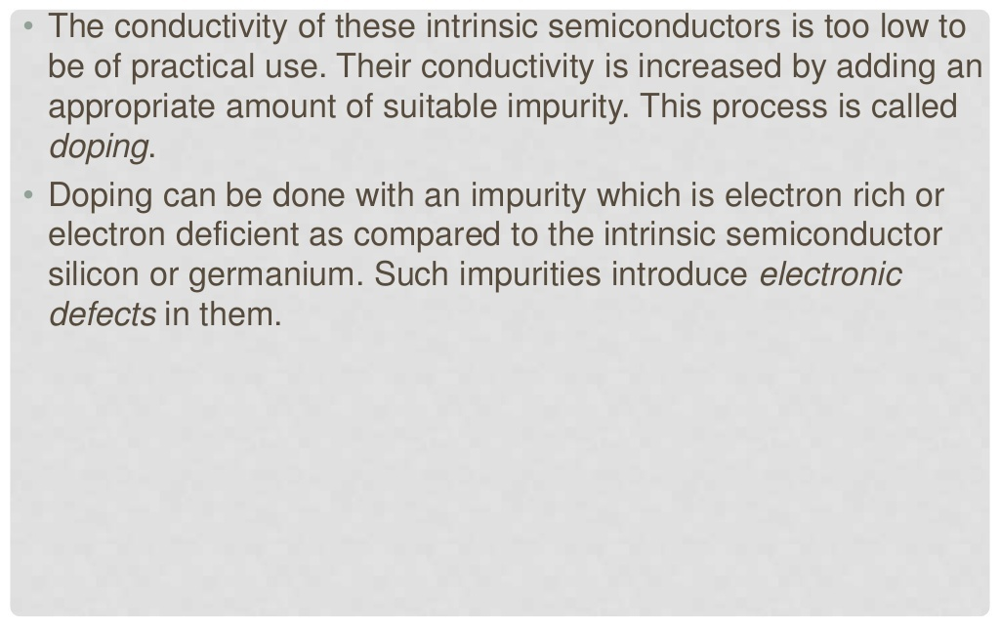 • The conductivity of these intrinsic semiconductors is too low to
be of practical use. Their conductivity is increased by adding an
appropriate amount of suitable impurity. This process is called
doping.
• Doping can be done with an impurity which is electron rich or
electron deficient as compared to the intrinsic semiconductor
silicon or germanium. Such impurities introduce electronic
defects in them.